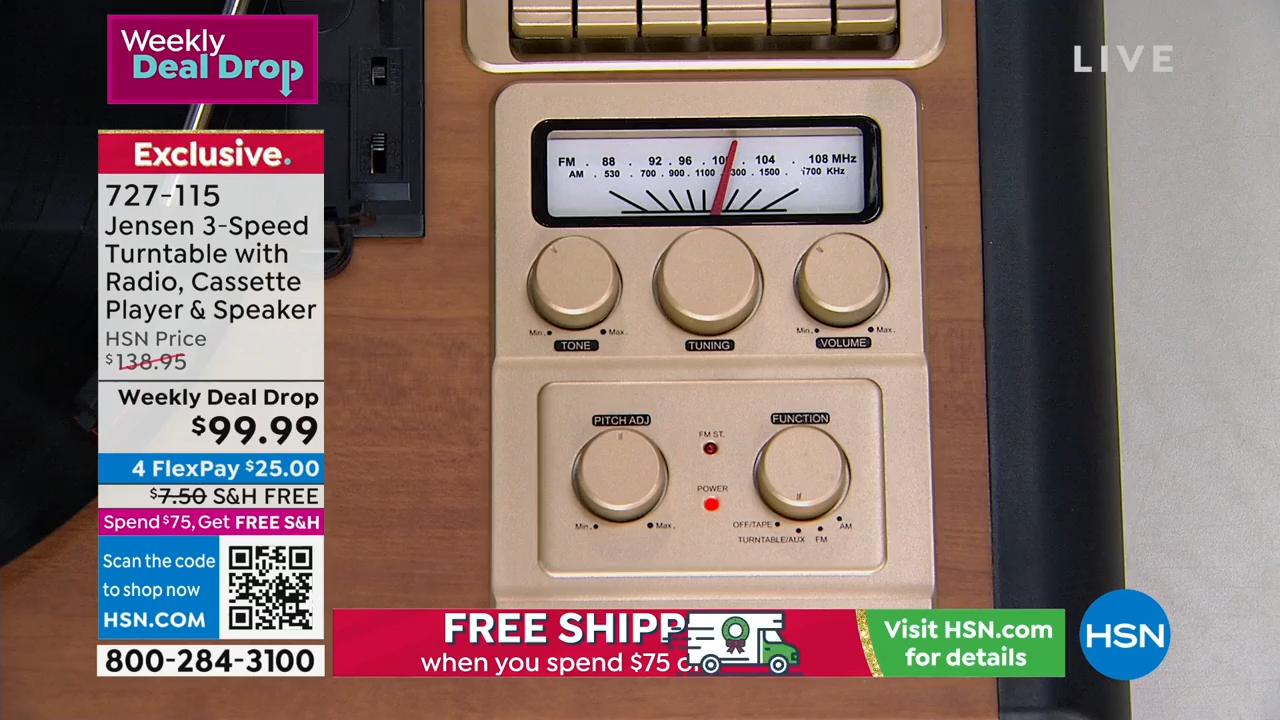 Weekly
Deal Drop
LIVE
Exclusive.
727-115
Jensen 3-Speed
Turntable with
Radio, Cassette
Player & Speaker
HSN Price
$138.95
Weekly Deal Drop
$99.99
4 FlexPay $25.00
$7.50 S&H FREE
Spend $75, Get FREE S&H
Scan the code
to shop now
HSN.COM
800-284-3100
FM . 88 . 92 . 96 . 104 . 108 MHz
AM . 530 . 700 . 900 . 1100 . 1500 . 1700 KHz
Min. Max.
TONE
TUNING
Min. Max.
VOLUME
PITCH ADJ
Min. Max.
FM ST.
POWER
FUNCTION
OFF/TAPE
TURNTABLE/AUX
FM
AM
FREE SHIPP
when you spend $75
Visit HSN.com
for details
HSN